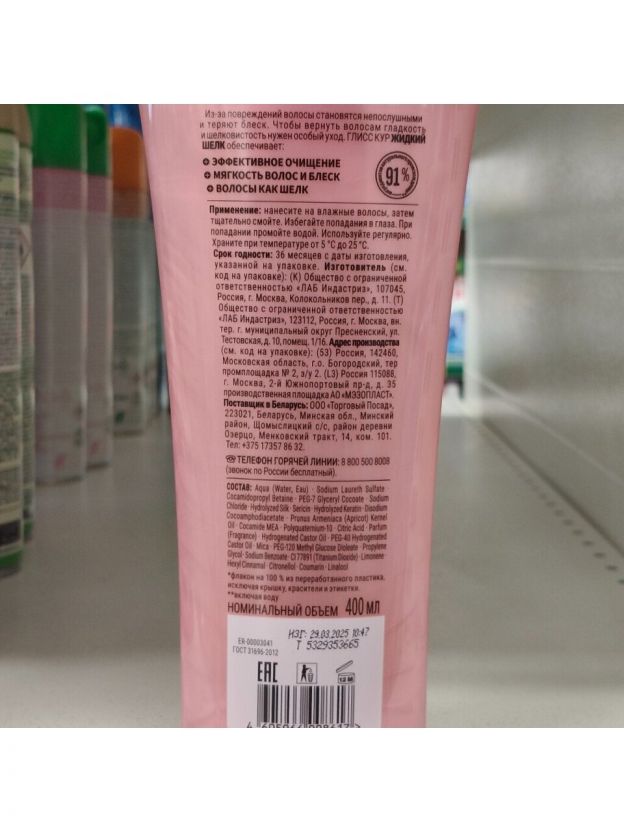 Из-за повреждений волосы становятся непослушными
и теряют блеск. Чтобы вернуть волосам гладкость
и шелковистость нужен особый уход. ГЛИСС КУР ЖИДКИЙ
ШЕЛК обеспечивает:
ЭФФЕКТИВНОЕ ОЧИЩЕНИЕ
МЯГКОСТЬ ВОЛОС И БЛЕСК
ВОЛОСЫ КАК ШЕЛК
91%
Применение: нанесите на влажные волосы, затем
тщательно смойте. Избегайте попадания в глаза. При
попадании промойте водой. Используйте регулярно.
Храните при температуре от 5 °C до 25 °C.
Срок годности: 36 месяцев с даты изготовления,
указанной на упаковке. Изготовитель (см.
код на упаковке): (К) Общество с ограниченной
ответственностью «ЛАБ Индастриз», 107045,
Россия, г. Москва, Колокольников пер., д. 11. (Т)
Общество с ограниченной ответственностью
«ЛАБ Индастриз», 123112, Россия, г. Москва, вн.
тер. г. муниципальный округ Пресненский, ул.
Тестовская, д. 10, помещ. 1/16. Адрес производства
(см. код на упаковке): (53) Россия, 142460,
Московская область, г.о. Богородский, тер
промплощадка № 2, з/у 2. (L3) Россия 115088,
г. Москва, 2-й Южнопортовый пр-д, д. 35
производственная площадка АО «МЭЗОПЛАСТ».
Поставщик в Беларусь: ООО «Торговый Посад»,
223021, Беларусь, Минская обл., Минский
район, Щомыслицкий с/с, район деревни
Озерцо, Менковский тракт, 14, ком. 101.
Тел: +375 17357 86 32.
ТЕЛЕФОН ГОРЯЧЕЙ ЛИНИИ: 8 800 500 8008
(звонок по России бесплатный).
СОСТАВ: Aqua (Water, Eau) · Sodium Laureth Sulfate ·
Cocamidopropyl Betaine · PEG-7 Glyceryl Cocoate · Sodium
Chloride · Hydrolyzed Silk · Sericin · Hydrolyzed Keratin · Disodium
Cocoamphodiacetate · Prunus Armeniaca (Apricot) Kernel
Oil · Cocamide MEA · Polyquaternium-10 · Citric Acid · Parfum
(Fragrance) · Hydrogenated Castor Oil · PEG-40 Hydrogenated
Castor Oil · Mica · PEG-120 Methyl Glucose Dioleate · Propylene
Glycol · Sodium Benzoate · CI 77891 (Titanium Dioxide) · Limonene
Hexyl Cinnamal · Citronellol · Coumarin · Linalool
*флакон на 100 % из переработанного пластика,
исключая крышку, красители и этикетки.
**включая воду
НОМИНАЛЬНЫЙ ОБЪЕМ 400 МЛ
ER-00003041
ГОСТ 31696-2012
ИЗГ: 29.03.2025 10:47
T 5329353665
EAC
12 M